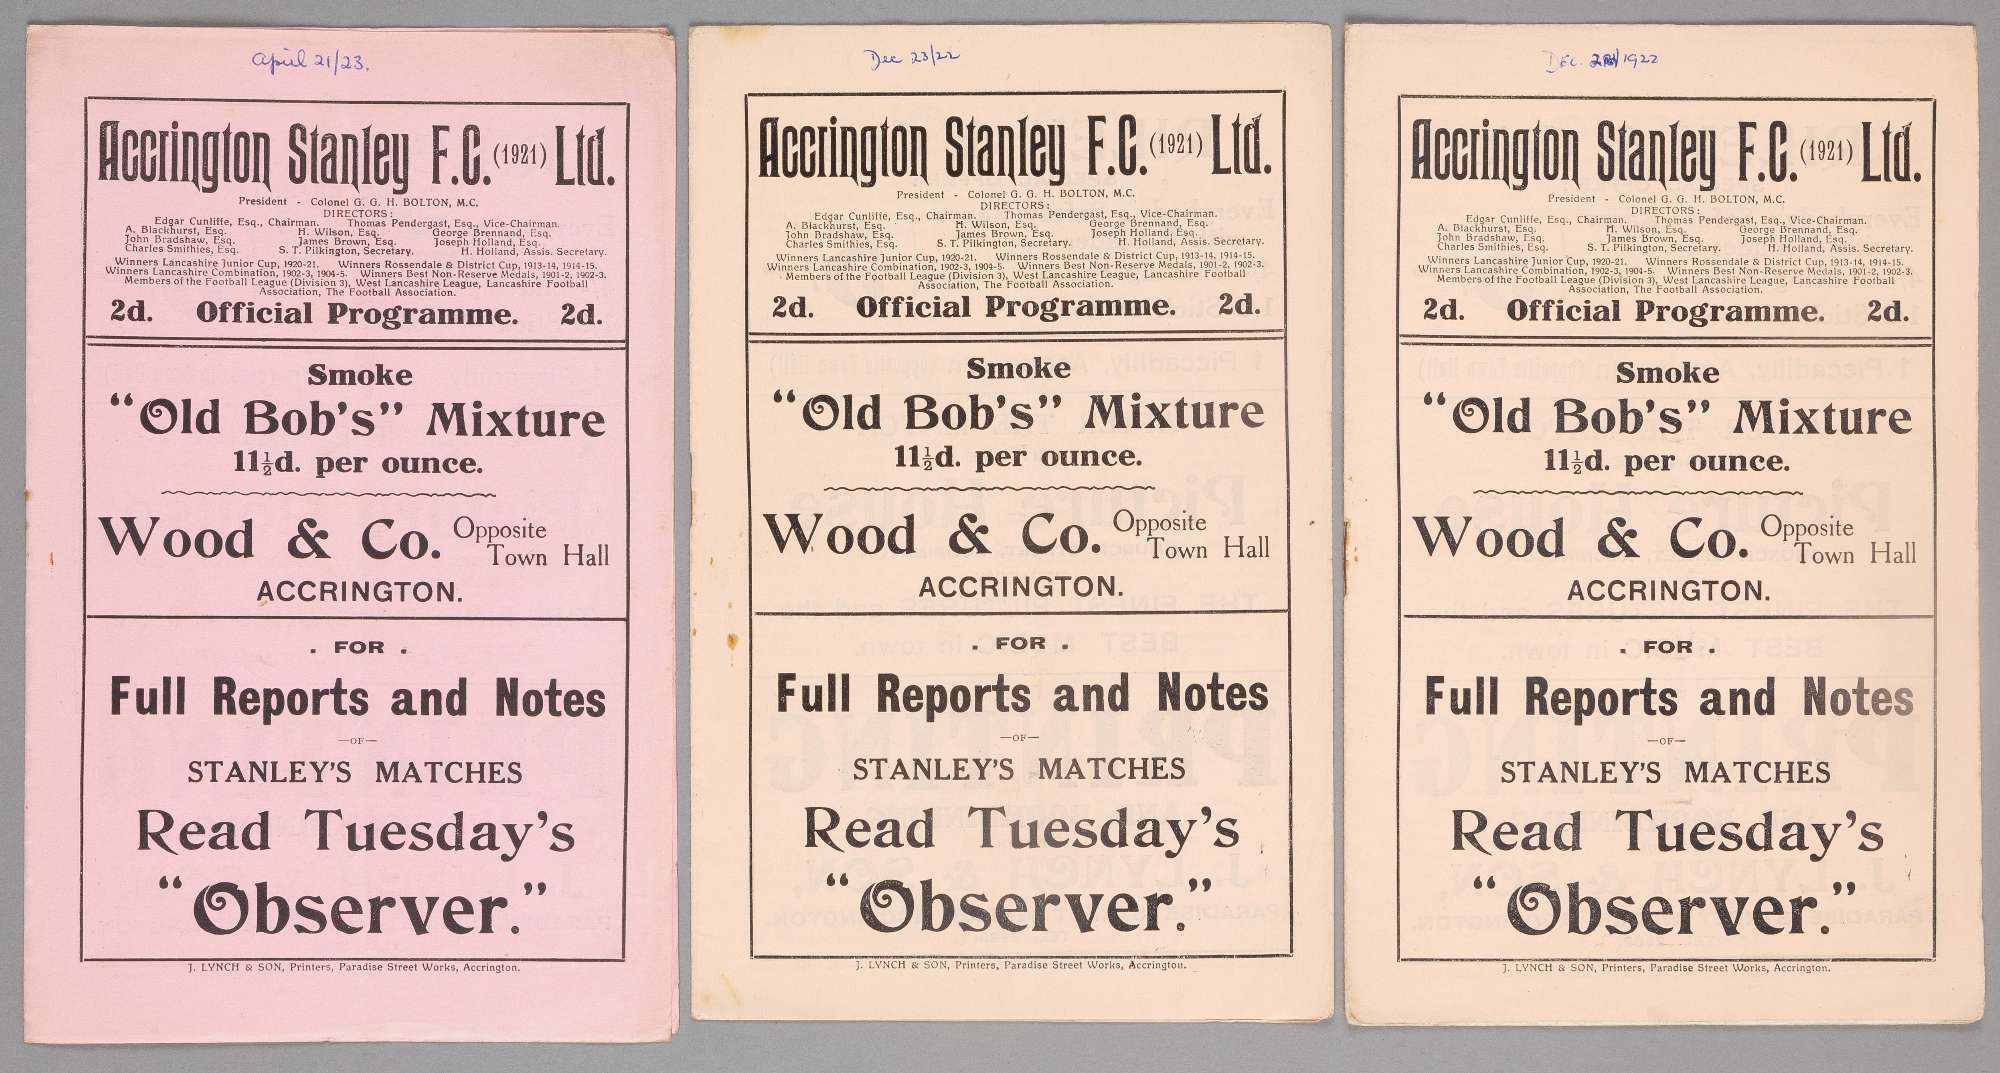 April 21/23.
Accrington Stanley F.C. (1921) Ltd.
President - Colonel G. G. H. BOLTON, M.C.
DIRECTORS:
Edgar Cunliffe, Esq., Chairman. Thomas Pendergast, Esq., Vice-Chairman.
A. Blackhurst, Esq. H. Wilson, Esq. George Brennand, Esq.
John Bradshaw, Esq. James Brown, Esq. Joseph Holland, Esq.
Charles Smithies, Esq. S. T. Pilkington, Secretary. H. Holland, Assis. Secretary.
Winners Lancashire Junior Cup, 1920-21. Winners Rossendale & District Cup, 1913-14, 1914-15.
Winners Lancashire Combination, 1902-3, 1904-5. Winners Best Non-Reserve Medals, 1901-2, 1902-3.
Members of the Football League (Division 3), West Lancashire League, Lancashire Football
Association, The Football Association.
2d. Official Programme. 2d.
Smoke
"Old Bob's" Mixture
11½d. per ounce.
Wood & Co. Opposite
Town Hall
ACCRINGTON.
. FOR .
Full Reports and Notes
—OF—
STANLEY'S MATCHES
Read Tuesday's
"Observer."
J. LYNCH & SON, Printers, Paradise Street Works, Accrington.
Dec 23/22
Accrington Stanley F.C. (1921) Ltd.
President - Colonel G. G. H. BOLTON, M.C.
DIRECTORS:
Edgar Cunliffe, Esq., Chairman. Thomas Pendergast, Esq., Vice-Chairman.
A. Blackhurst, Esq. H. Wilson, Esq. George Brennand, Esq.
John Bradshaw, Esq. James Brown, Esq. Joseph Holland, Esq.
Charles Smithies, Esq. S. T. Pilkington, Secretary. H. Holland, Assis. Secretary.
Winners Lancashire Junior Cup, 1920-21. Winners Rossendale & District Cup, 1913-14, 1914-15.
Winners Lancashire Combination, 1902-3, 1904-5. Winners Best Non-Reserve Medals, 1901-2, 1902-3.
Members of the Football League (Division 3), West Lancashire League, Lancashire Football
Association, The Football Association.
2d. Official Programme. 2d.
Smoke
"Old Bob's" Mixture
11½d. per ounce.
Wood & Co. Opposite
Town Hall
ACCRINGTON.
. FOR .
Full Reports and Notes
—OF—
STANLEY'S MATCHES
Read Tuesday's
"Observer."
J. LYNCH & SON, Printers, Paradise Street Works, Accrington.
DEC. 1922
Accrington Stanley F.C. (1921) Ltd.
President - Colonel G. G. H. BOLTON, M.C.
DIRECTORS:
Edgar Cunliffe, Esq., Chairman. Thomas Pendergast, Esq., Vice-Chairman.
A. Blackhurst, Esq. H. Wilson, Esq. George Brennand, Esq.
John Bradshaw, Esq. James Brown, Esq. Joseph Holland, Esq.
Charles Smithies, Esq. S. T. Pilkington, Secretary. H. Holland, Assis. Secretary.
Winners Lancashire Junior Cup, 1920-21. Winners Rossendale & District Cup, 1913-14, 1914-15.
Winners Lancashire Combination, 1902-3, 1904-5. Winners Best Non-Reserve Medals, 1901-2, 1902-3.
Members of the Football League (Division 3), West Lancashire League, Lancashire Football
Association, The Football Association.
2d. Official Programme. 2d.
Smoke
"Old Bob's" Mixture
11½d. per ounce.
Wood & Co. Opposite
Town Hall
ACCRINGTON.
. FOR .
Full Reports and Notes
—OF—
STANLEY'S MATCHES
Read Tuesday's
"Observer."
J. LYNCH & SON, Printers, Paradise Street Works, Accrington.